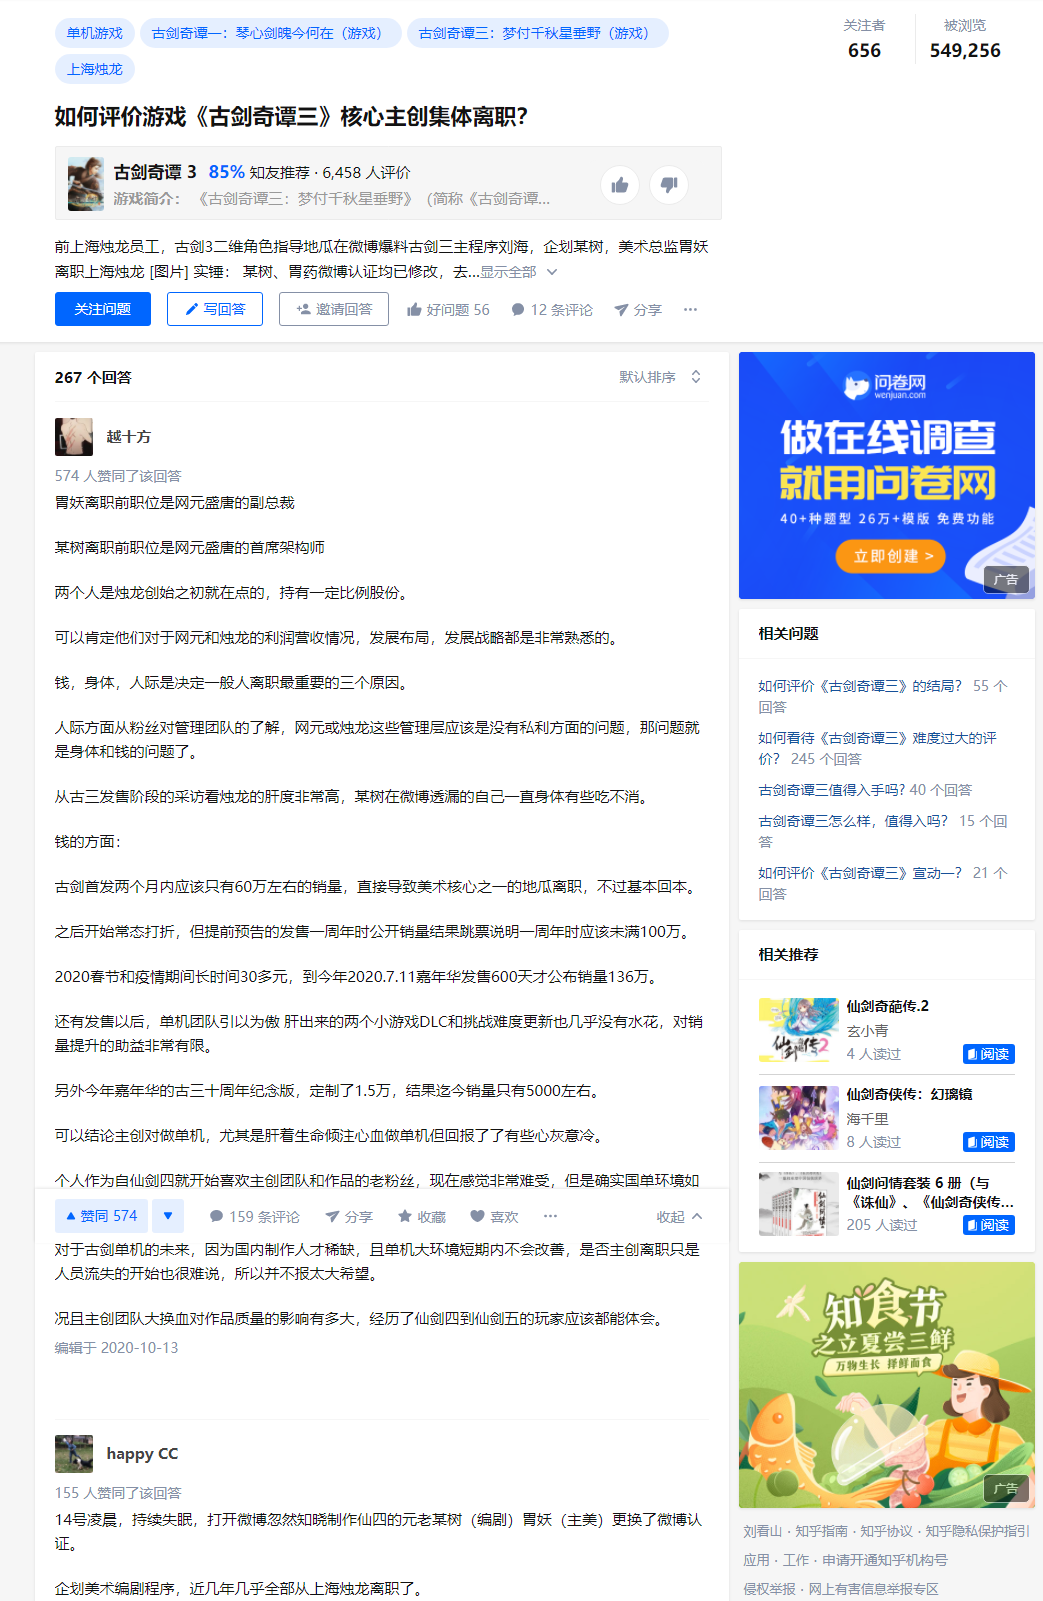 单机游戏
古剑奇谭一：琴心剑魄今何在（游戏）
古剑奇谭三：梦付千秋星垂野（游戏）
上海烛龙
关注者
656
被浏览
549,256
如何评价游戏《古剑奇谭三》核心主创集体离职？
古剑奇谭 3 85% 知友推荐 · 6,458 人评价
游戏简介： 《古剑奇谭三：梦付千秋星垂野》（简称《古剑奇谭...
前上海烛龙员工，古剑3二维角色指导地瓜在微博爆料古剑三主程序刘海，企划某树，美术总监胃妖
离职上海烛龙 [图片] 实锤： 某树、胃药微博认证均已修改，去...显示全部
关注问题
写回答
邀请回答
好问题 56
12 条评论
分享
267 个回答
默认排序
越十方
574 人赞同了该回答
胃妖离职前职位是网元盛唐的副总裁
某树离职前职位是网元盛唐的首席架构师
两个人是烛龙创始之初就在点的，持有一定比例股份。
可以肯定他们对于网元和烛龙的利润营收情况，发展布局，发展战略都是非常熟悉的。
钱，身体，人际是决定一般人离职最重要的三个原因。
人际方面从粉丝对管理团队的了解，网元或烛龙这些管理层应该是没有私利方面的问题，那问题就
是身体和钱的问题了。
从古三发售阶段的采访看烛龙的肝度非常高，某树在微博透漏的自己一直身体有些吃不消。
钱的方面：
古剑首发两个月内应该只有60万左右的销量，直接导致美术核心之一的地瓜离职，不过基本回本。
之后开始常态打折，但提前预告的发售一周年时公开销量结果跳票说明一周年时应该未满100万。
2020春节和疫情期间长时间30多元，到今年2020.7.11嘉年华发售600天才公布销量136万。
还有发售以后，单机团队引以为傲 肝出来的两个小游戏DLC和挑战难度更新也几乎没有水花，对销
量提升的助益非常有限。
另外今年嘉年华的古三十周年纪念版，定制了1.5万，结果迄今销量只有5000左右。
可以结论主创对做单机，尤其是肝着生命倾注心血做单机但回报了了有些心灰意冷。
个人作为自仙剑四就开始喜欢主创团队和作品的老粉丝，现在感觉非常难受，但是确实国单环境如
赞同 574
159 条评论
分享
收藏
喜欢
收起
对于古剑单机的未来，因为国内制作人才稀缺，且单机大环境短期内不会改善，是否主创离职只是
人员流失的开始也很难说，所以并不报太大希望。
况且主创团队大换血对作品质量的影响有多大，经历了仙剑四到仙剑五的玩家应该都能体会。
编辑于 2020-10-13
happy CC
155 人赞同了该回答
14号凌晨，持续失眠，打开微博忽然知晓制作仙四的元老某树（编剧）胃妖（主美）更换了微博认
证。
企划美术编剧程序，近几年几乎全部从上海烛龙离职了。
问卷网
wenjuan.com
做在线调查
就用问卷网
40+种题型 26万+模版 免费功能
立即创建 >
广告
相关问题
如何评价《古剑奇谭三》的结局？ 55 个
回答
如何看待《古剑奇谭三》难度过大的评
价？ 245 个回答
古剑奇谭三值得入手吗？ 40 个回答
古剑奇谭三怎么样，值得入吗？ 15 个回
答
如何评价《古剑奇谭三》宣动一？ 21 个
回答
相关推荐
仙剑奇葩传.2
玄小青
4 人读过
阅读
仙剑奇侠传：幻璃镜
海千里
8 人读过
阅读
仙剑问情套装 6 册（与
《诛仙》、《仙剑奇侠传...
205 人读过
阅读
知食节
之立夏尝三鲜
万物生长 择鲜而食
广告
刘看山 · 知乎指南 · 知乎协议 · 知乎隐私保护指引
应用 · 工作 · 申请开通知乎机构号
侵权举报 · 网上有害信息举报专区